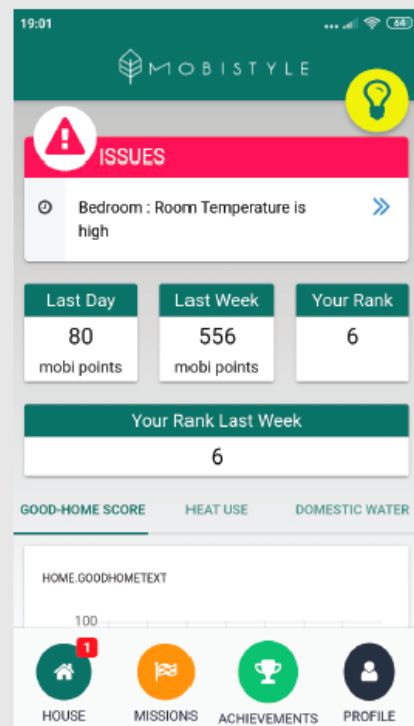 19:01
64
MOBISTYLE
ISSUES
Bedroom : Room Temperature is
high
Last Day
Last Week
Your Rank
80
556
6
mobi points
mobi points
Your Rank Last Week
6
GOOD-HOME SCORE
HEAT USE
DOMESTIC WATER
HOME.GOODHOMETEXT
100
1
HOUSE
MISSIONS
ACHIEVEMENTS
PROFILE